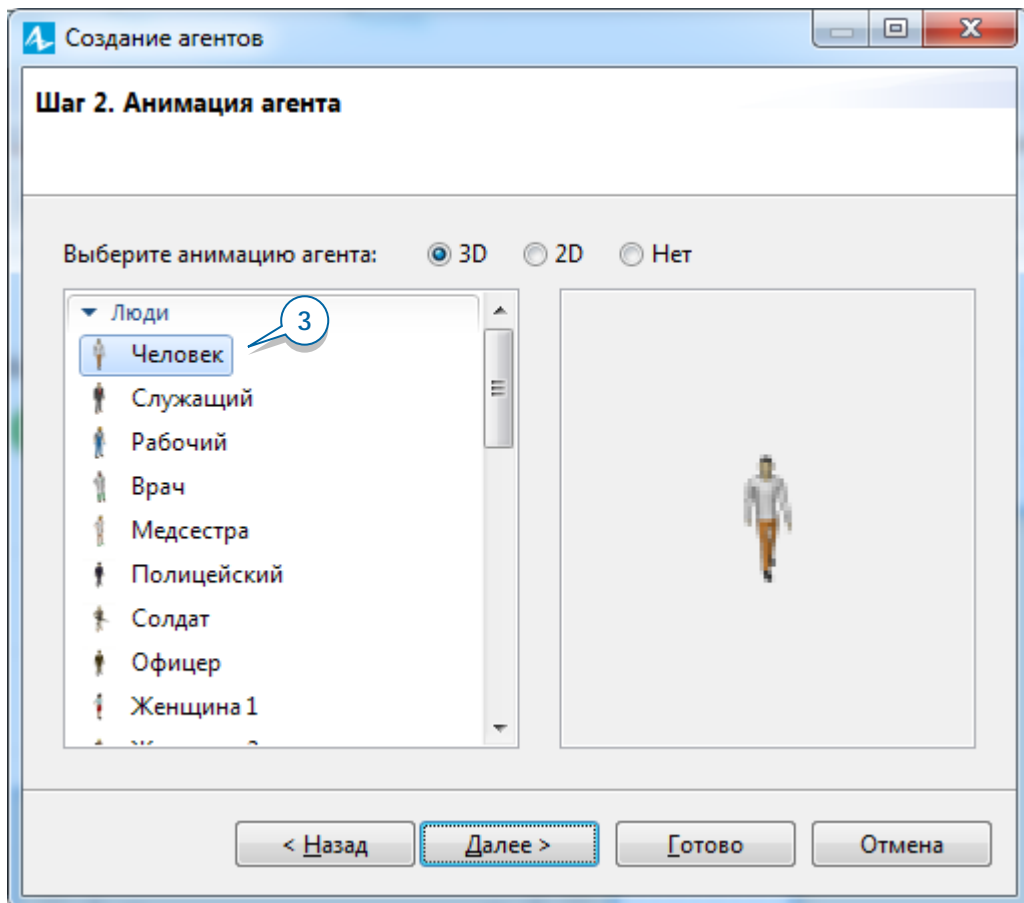 Создание агентов
Шаг 2. Анимация агента
Выберите анимацию агента: 3D 2D Нет
Люди
3
Человек
Служащий
Рабочий
Врач
Медсестра
Полицейский
Солдат
Офицер
Женщина 1
< Назад Далее > Готово Отмена